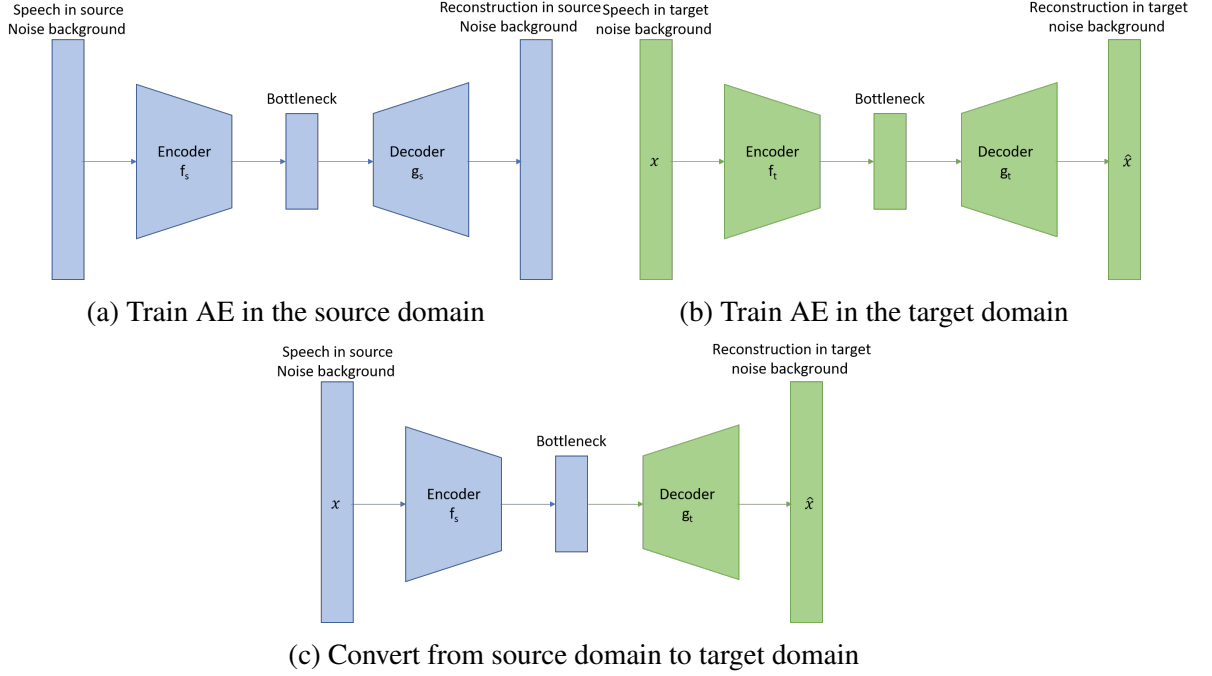 Speech in source
Noise background
Reconstruction in source
Noise background
Bottleneck
Encoder
fs
Decoder
gs
(a) Train AE in the source domain
Speech in target
noise background
Reconstruction in target
noise background
Bottleneck
x
Encoder
ft
Decoder
gt
x̂
(b) Train AE in the target domain
Speech in source
Noise background
Reconstruction in target
noise background
Bottleneck
x
Encoder
fs
Decoder
gt
x̂
(c) Convert from source domain to target domain